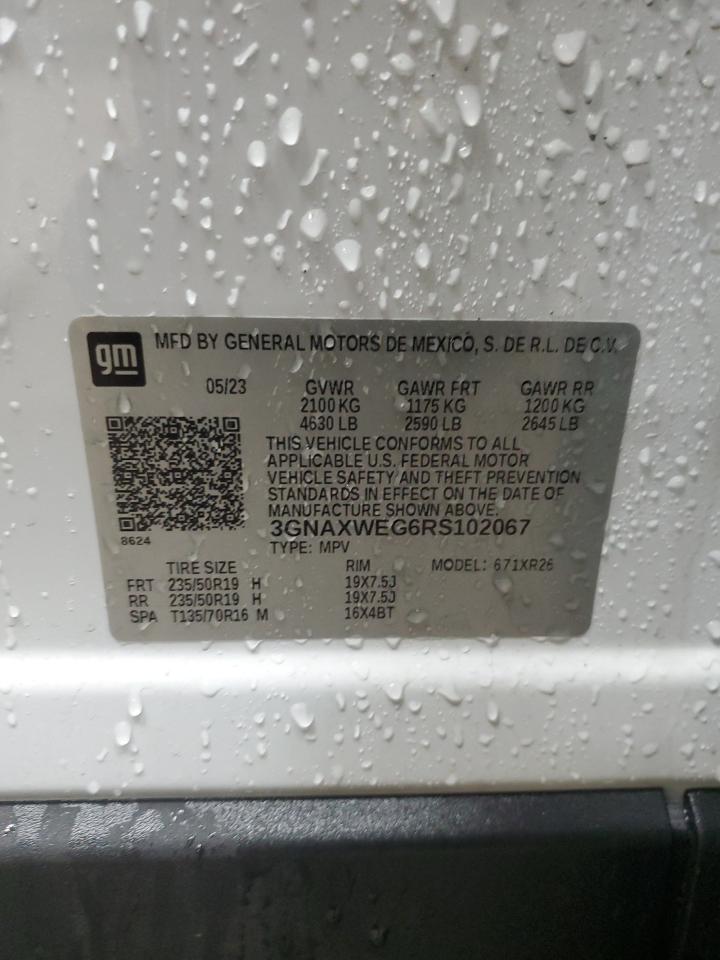 gm
MFD BY GENERAL MOTORS DE MEXICO, S. DE R.L. DE C.V.
05/23 GVWR GAWR FRT GAWR RR
2100 KG 1175 KG 1200 KG
4630 LB 2590 LB 2645 LB
THIS VEHICLE CONFORMS TO ALL
APPLICABLE U.S. FEDERAL MOTOR
VEHICLE SAFETY AND THEFT PREVENTION
STANDARDS IN EFFECT ON THE DATE OF
MANUFACTURE SHOWN ABOVE.
3GNAXWEG6RS102067
8624
TYPE: MPV
TIRE SIZE RIM MODEL: 671XR26
FRT 235/50R19 H 19X7.5J
RR 235/50R19 H 19X7.5J
SPA T135/70R16 M 16X4BT